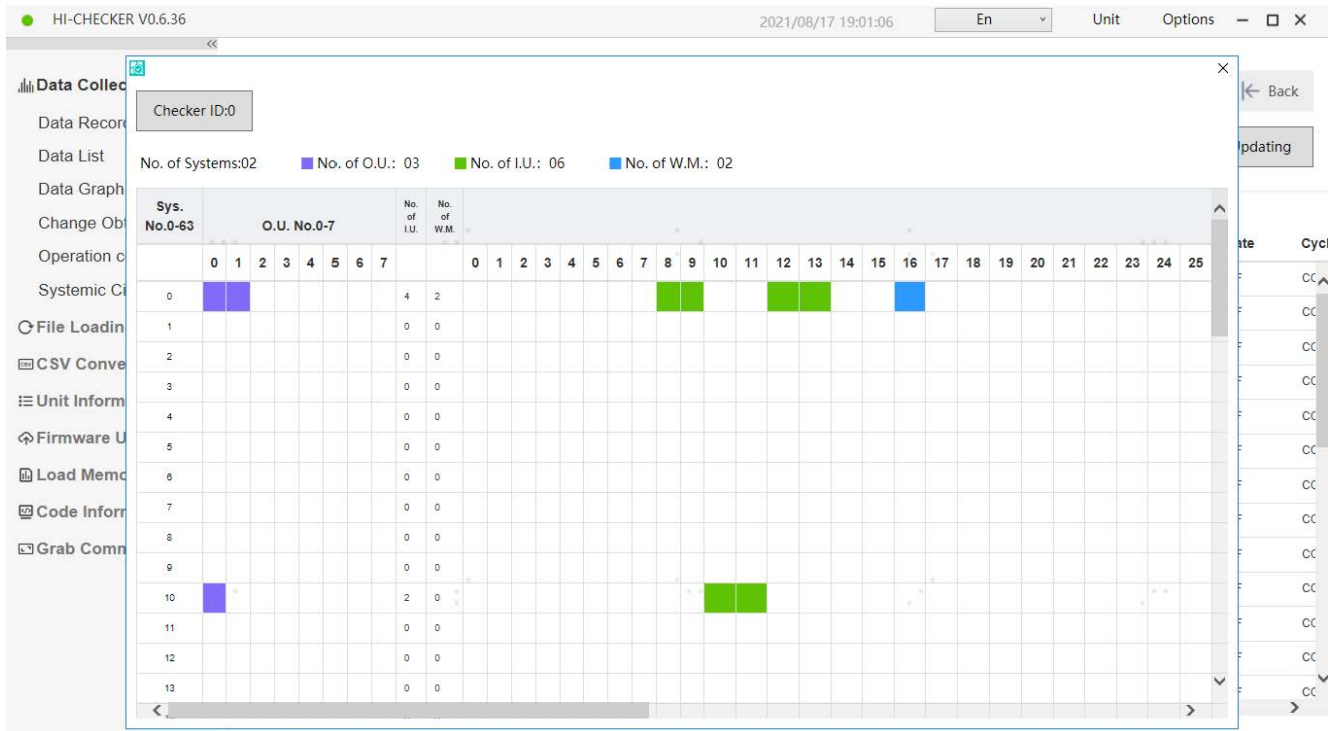 HI-CHECKER V0.6.36 2021/08/17 19:01:06 En Unit Options
Data Collec
Checker ID:0
Back
Data Recor
Data List
No. of Systems:02 No. of O.U.: 03 No. of I.U.: 06 No. of W.M.: 02
pdating
Data Graph
Change Ob
Operation c
Systemic Ci
File Loadin
CSV Conve
Unit Inform
Firmware U
Load Memo
Code Inforr
Grab Comn
Sys. No.0-63 O.U. No.0-7 No. of I.U. No. of W.M.
ate Cycl
0 1 2 3 4 5 6 7 0 1 2 3 4 5 6 7 8 9 10 11 12 13 14 15 16 17 18 19 20 21 22 23 24 25
0 4 2
1 0 0
2 0 0
3 0 0
4 0 0
5 0 0
6 0 0
7 0 0
8 0 0
9 0 0
10 2 0
11 0 0
12 0 0
13 0 0